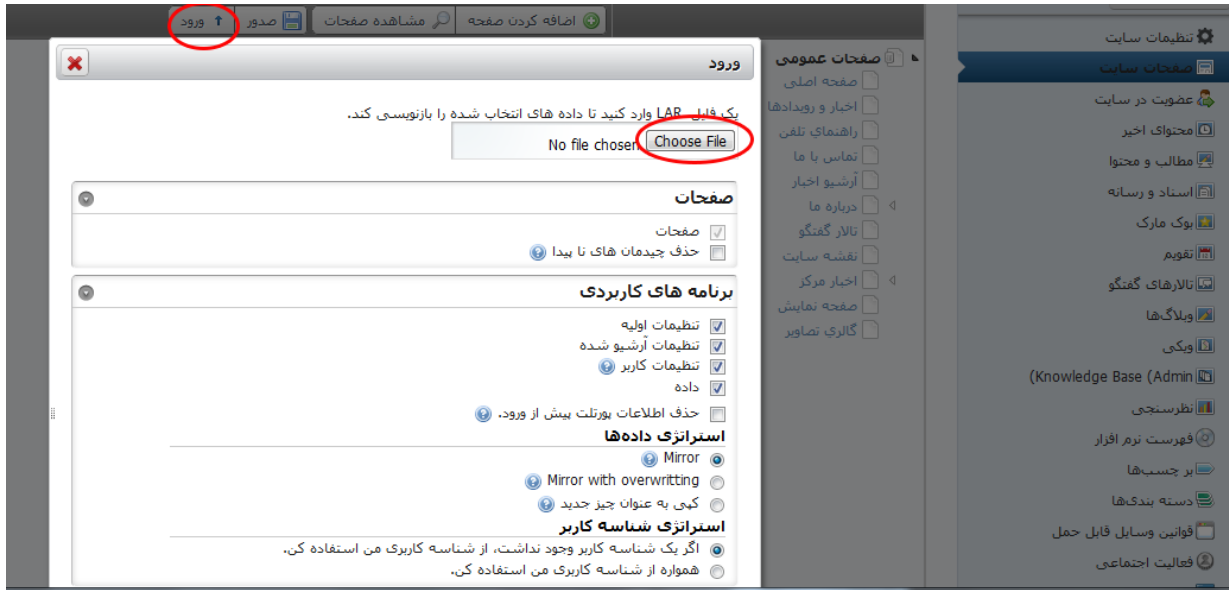 اضافه کردن صفحه
مشاهده صفحات
صدور
ورود
تنظیمات سایت
صفحات سایت
عضویت در سایت
محتوای اخیر
مطالب و محتوا
اسناد و رسانه
بوک مارک
تقویم
تالارهای گفتگو
وبلاگ‌ها
ویکی
(Knowledge Base (Admin
نظرسنجی
فهرست نرم افزار
بر چسب‌ها
دسته بندی‌ها
قوانین وسایل قابل حمل
فعالیت اجتماعی
صفحات عمومی
صفحه اصلی
اخبار و رویدادها
راهنمای تلفن
تماس با ما
آرشیو اخبار
درباره ما
تالار گفتگو
نقشه سایت
اخبار مرکز
صفحه نمایش
گالری تصاویر
ورود
یک فایل LAR وارد کنید تا داده های انتخاب شده را بازنویسی کند.
Choose File No file chosen
صفحات
صفحات
حذف چیدمان های نا پیدا
برنامه های کاربردی
تنظیمات اولیه
تنظیمات آرشیو شده
تنظیمات کاربر
داده
حذف اطلاعات پورتلت پیش از ورود.
استراتژی داده‌ها
Mirror
Mirror with overwritting
کپی به عنوان چیز جدید
استراتژی شناسه کاربر
اگر یک شناسه کاربر وجود نداشت، از شناسه کاربری من استفاده کن.
همواره از شناسه کاربری من استفاده کن.